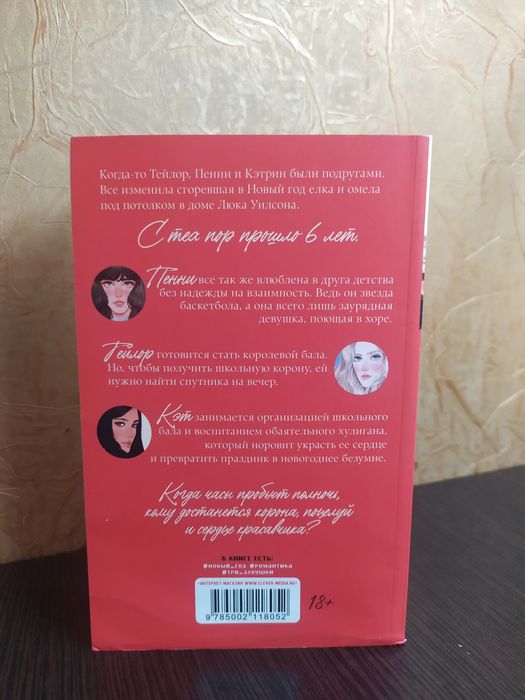 Когда-то Тейлор, Пенни и Кэтрин были подругами.
Все изменила сгоревшая в Новый год елка и омела
под потолком в доме Люка Уилсона.
С тех пор прошло 6 лет.
Пенни все так же влюблена в друга детства
без надежды на взаимность. Ведь он звезда
баскетбола, а она всего лишь заурядная
девушка, поющая в хоре.
Тейлор готовится стать королевой бала.
Но, чтобы получить школьную корону, ей
нужно найти спутника на вечер.
Кэт занимается организацией школьного
бала и воспитанием обаятельного хулигана,
который норовит украсть ее сердце
и превратить праздник в новогоднее безумие.
Когда часы пробьют полночь,
кому достанется корона, поцелуй
и сердце красавчика?
В КНИГЕ ЕСТЬ:
#НОВЫЙ_ГОД #РОМАНТИКА
#ТРИ_ДЕВУШКИ
•ИНТЕРНЕТ-МАГАЗИН WWW.CLEVER-MEDIA.RU•
9 785002 118052
18+